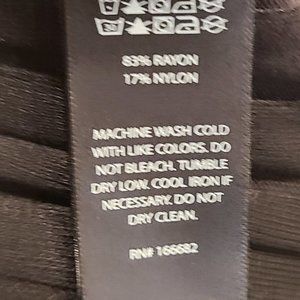 83% RAYON
17% NYLON
MACHINE WASH COLD
WITH LIKE COLORS. DO
NOT BLEACH. TUMBLE
DRY LOW. COOL IRON IF
NECESSARY. DO NOT
DRY CLEAN.
RN# 166682